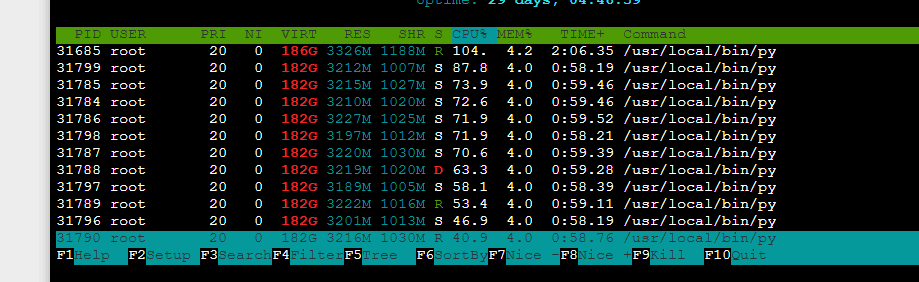 Uptime: 29 days, 04:46:39
PID USER PRI NI VIRT RES SHR S CPU% MEM% TIME+ Command
31685 root 20 0 186G 3326M 1188M R 104. 4.2 2:06.35 /usr/local/bin/py
31799 root 20 0 182G 3212M 1007M S 87.8 4.0 0:58.19 /usr/local/bin/py
31785 root 20 0 182G 3215M 1027M S 73.9 4.0 0:59.46 /usr/local/bin/py
31784 root 20 0 182G 3210M 1020M S 72.6 4.0 0:59.46 /usr/local/bin/py
31786 root 20 0 182G 3227M 1025M S 71.9 4.0 0:59.52 /usr/local/bin/py
31798 root 20 0 182G 3197M 1012M S 71.9 4.0 0:58.21 /usr/local/bin/py
31787 root 20 0 182G 3220M 1030M S 70.6 4.0 0:59.39 /usr/local/bin/py
31788 root 20 0 182G 3219M 1020M D 63.3 4.0 0:59.28 /usr/local/bin/py
31797 root 20 0 182G 3189M 1005M S 58.1 4.0 0:58.39 /usr/local/bin/py
31789 root 20 0 182G 3222M 1016M R 53.4 4.0 0:59.11 /usr/local/bin/py
31796 root 20 0 182G 3201M 1013M S 46.9 4.0 0:58.19 /usr/local/bin/py
31790 root 20 0 182G 3216M 1030M R 40.9 4.0 0:58.76 /usr/local/bin/py
F1Help F2Setup F3SearchF4FilterF5Tree F6SortByF7Nice -F8Nice +F9Kill F10Quit